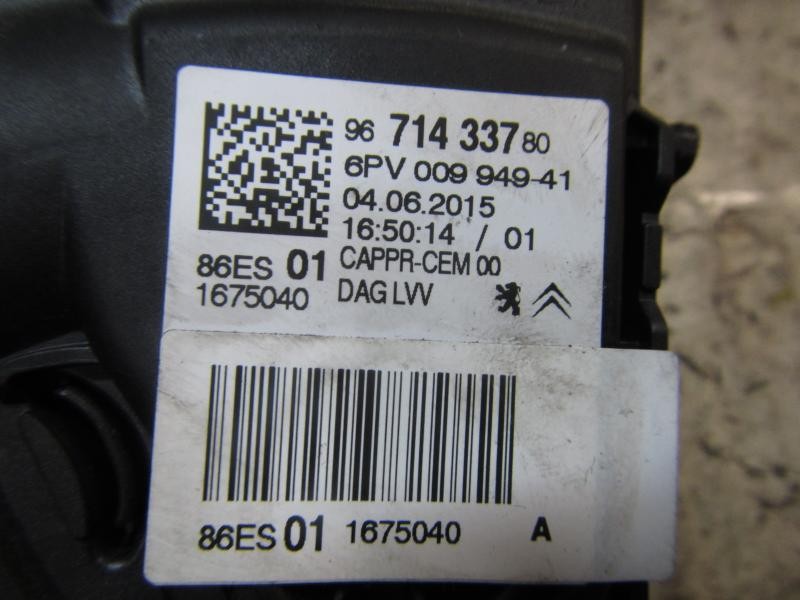 96 714 337 80
6PV 009 949-41
04.06.2015
16:50:14 / 01
86ES 01 CAPPR-CEM 00
1675040 DAG LVV
86ES 01 1675040 A